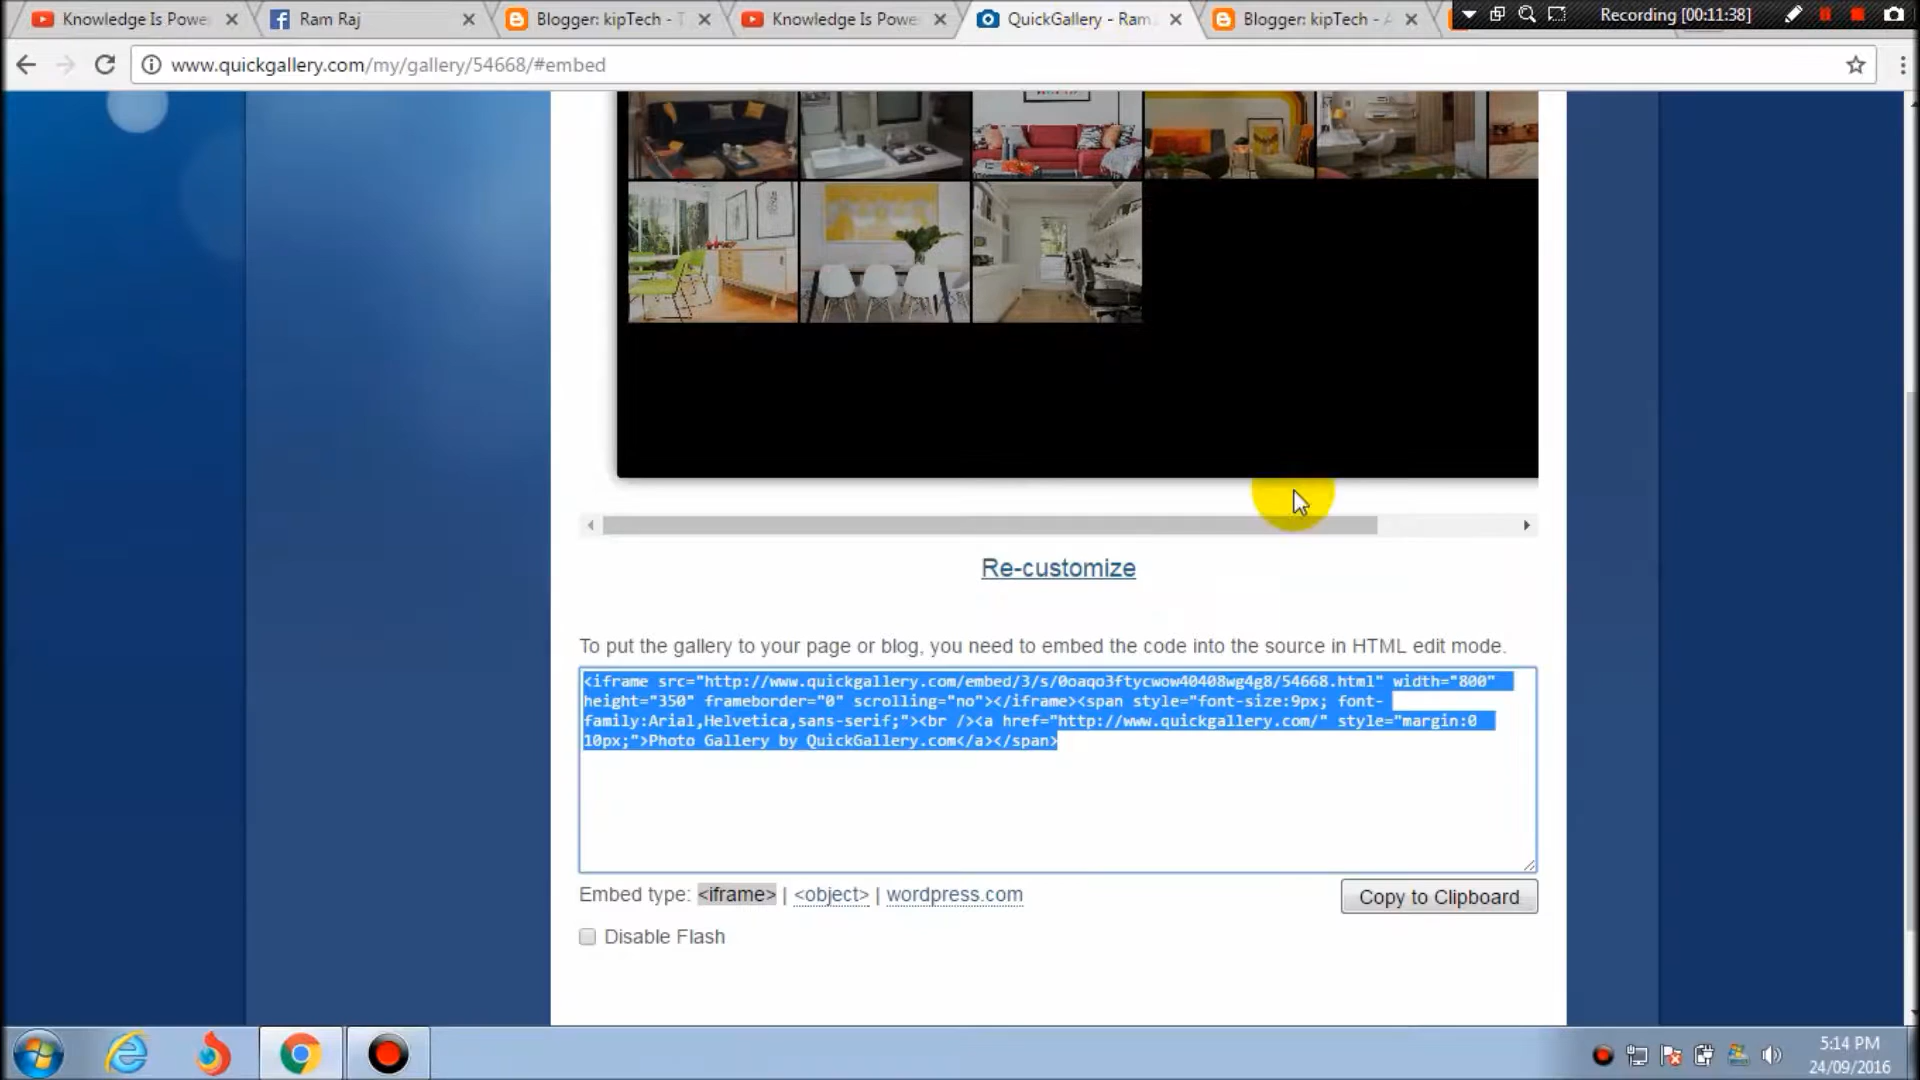 Knowledge Is Powe
Ram Raj
Blogger: kipTech - T
Knowledge Is Powe
QuickGallery - Ram
Blogger: kipTech - A
Recording [00:11:38]
www.quickgallery.com/my/gallery/54668/#embed
Re-customize
To put the gallery to your page or blog, you need to embed the code into the source in HTML edit mode.
<iframe src="http://www.quickgallery.com/embed/3/s/0oaqo3ftycwow40408wg4g8/54668.html" width="800"
height="350" frameborder="0" scrolling="no"></iframe><span style="font-size:9px; font-
family:Arial,Helvetica,sans-serif;"><br /><a href="http://www.quickgallery.com/" style="margin:0
10px;">Photo Gallery by QuickGallery.com</a></span>
Embed type: <iframe> | <object> | wordpress.com
Copy to Clipboard
Disable Flash
5:14 PM
24/09/2016